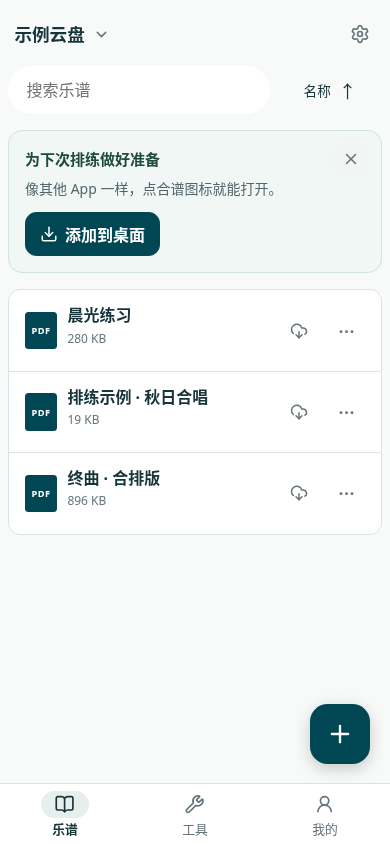 示例云盘
搜索乐谱
名称
为下次排练做好准备
像其他 App 一样，点合谱图标就能打开。
添加到桌面
PDF
晨光练习
280 KB
PDF
排练示例 · 秋日合唱
19 KB
PDF
终曲 · 合排版
896 KB
乐谱
工具
我的